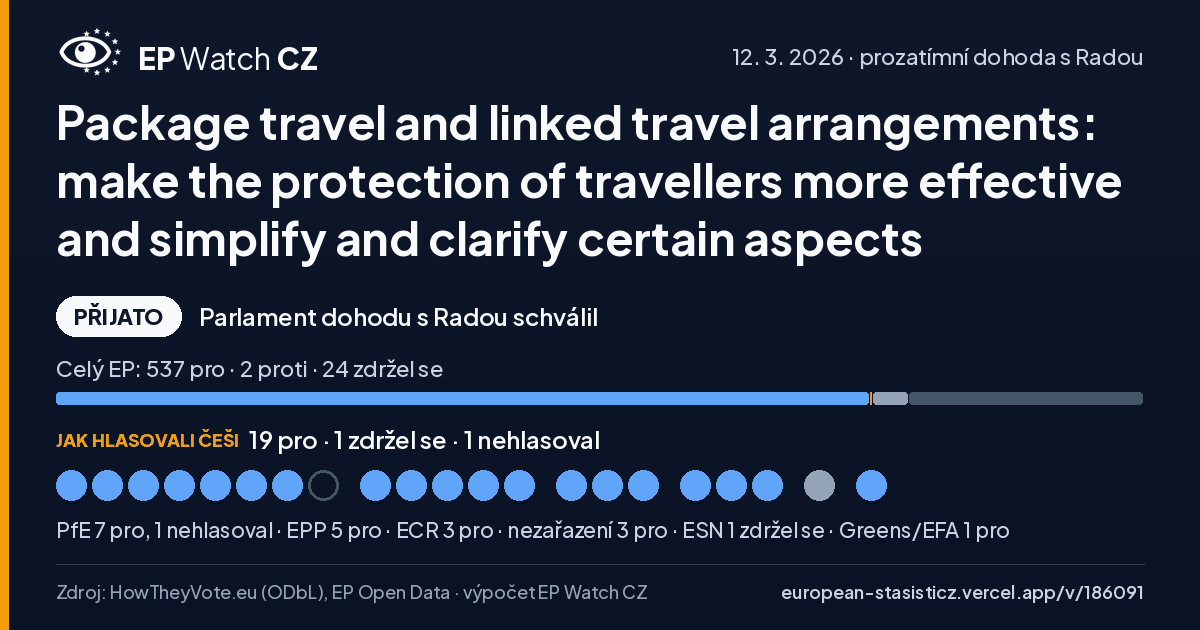 EP Watch CZ
12. 3. 2026 · prozatímní dohoda s Radou
Package travel and linked travel arrangements:
make the protection of travellers more effective
and simplify and clarify certain aspects
PŘIJATO Parlament dohodu s Radou schválil
Celý EP: 537 pro · 2 proti · 24 zdržel se
JAK HLASOVALI ČEŠI 19 pro · 1 zdržel se · 1 nehlasoval
PfE 7 pro, 1 nehlasoval · EPP 5 pro · ECR 3 pro · nezařazení 3 pro · ESN 1 zdržel se · Greens/EFA 1 pro
Zdroj: HowTheyVote.eu (ODbL), EP Open Data · výpočet EP Watch CZ
european-stasisticz.vercel.app/v/186091